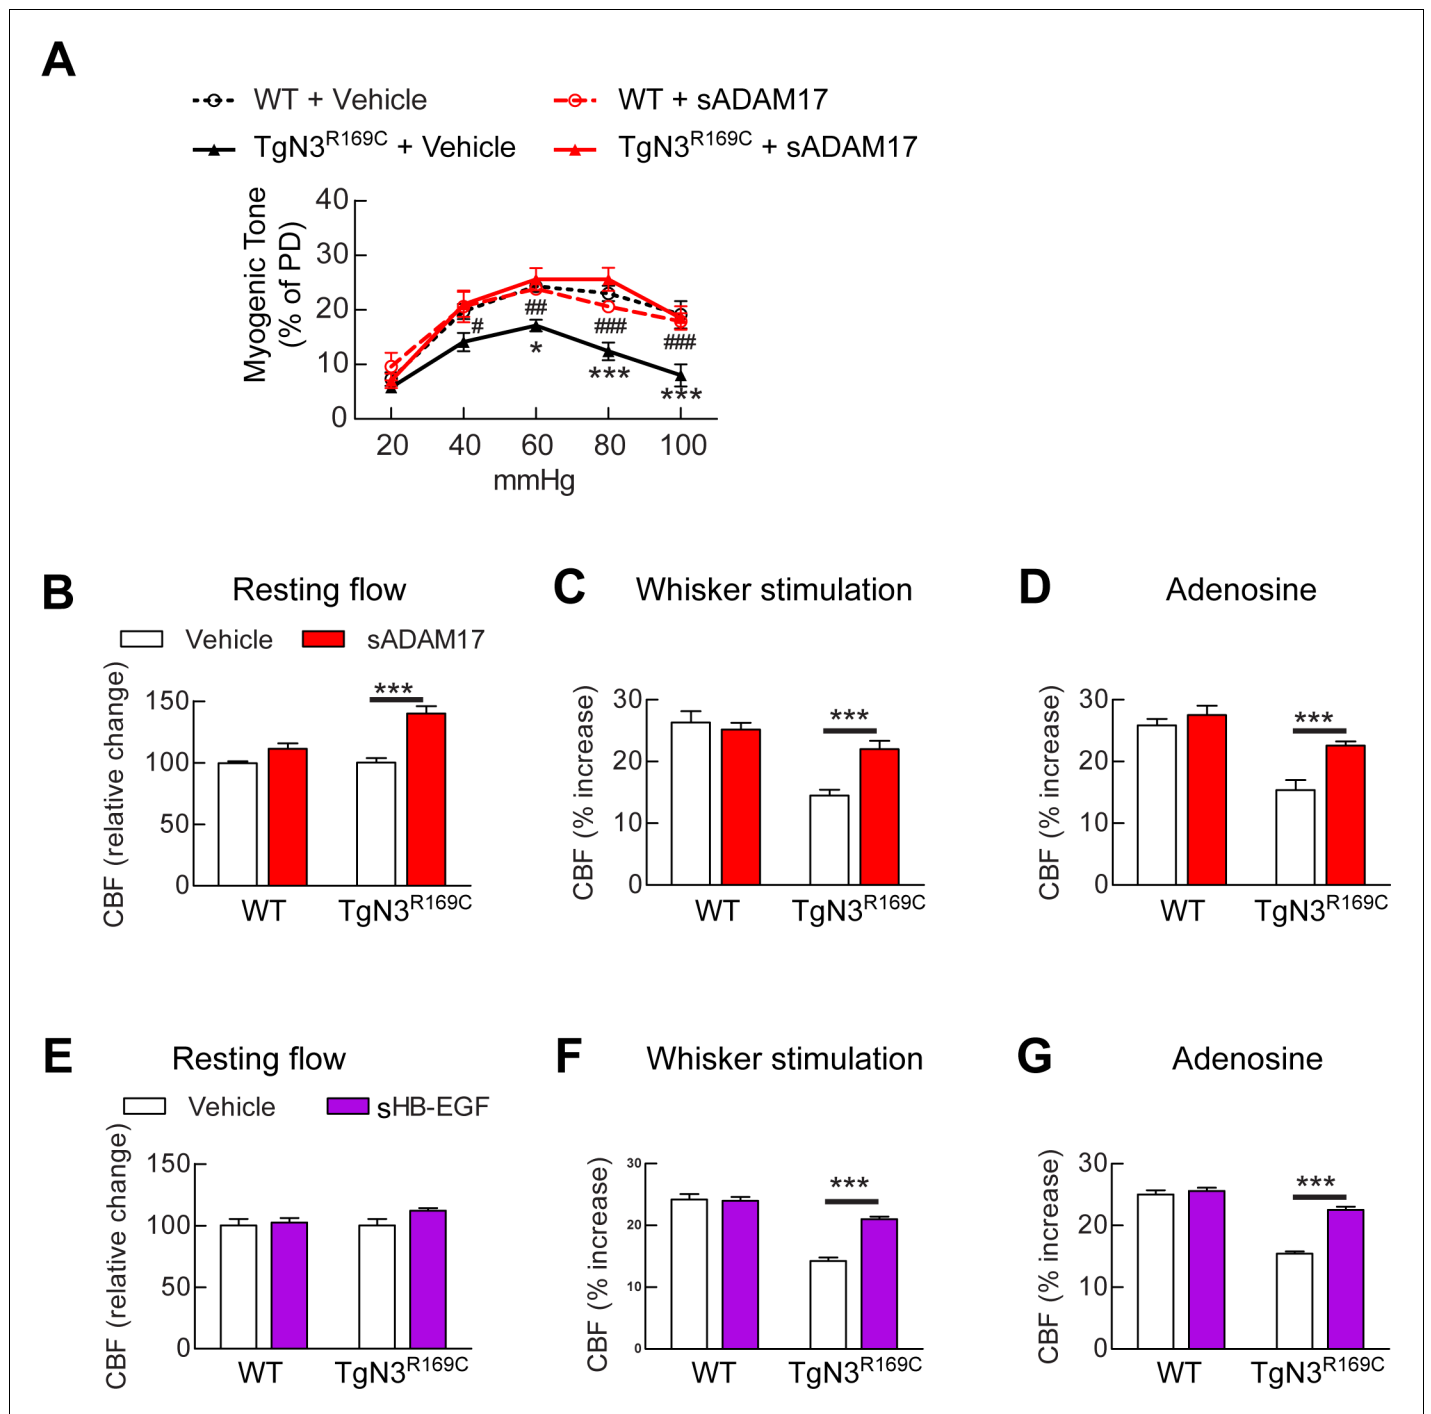 A
WT + Vehicle
WT + sADAM17
TgN3R169C + Vehicle
TgN3R169C + sADAM17
Myogenic Tone
(% of PD)
40
30
20
10
0
#
##
###
###
*
***
***
20 40 60 80 100
mmHg
B
Resting flow
Vehicle
sADAM17
CBF (relative change)
150
100
50
0
***
WT
TgN3R169C
C
Whisker stimulation
CBF (% increase)
30
20
10
0
***
WT
TgN3R169C
D
Adenosine
CBF (% increase)
30
20
10
0
***
WT
TgN3R169C
E
Resting flow
Vehicle
sHB-EGF
CBF (relative change)
150
100
50
0
WT
TgN3R169C
F
Whisker stimulation
CBF (% increase)
30
20
10
0
***
WT
TgN3R169C
G
Adenosine
CBF (% increase)
30
20
10
0
***
WT
TgN3R169C